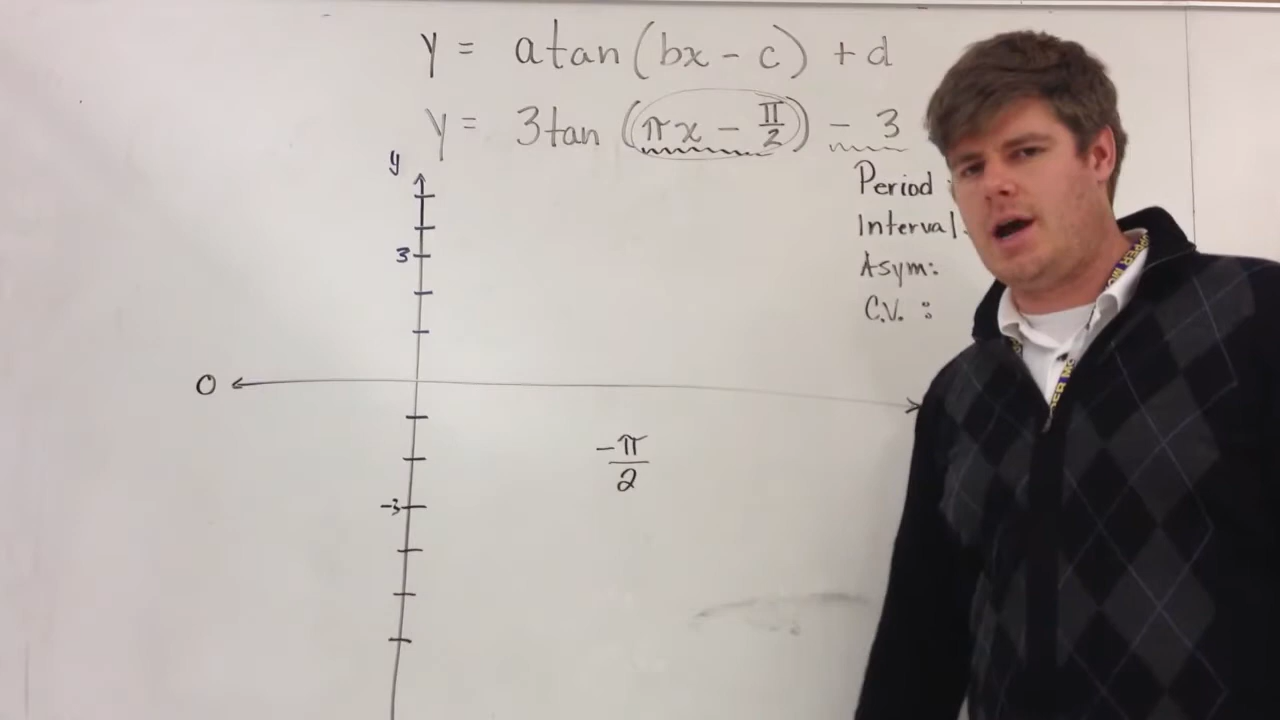 y = a tan (bx - c) + d
y = 3 tan (πx - π/2) - 3
y
Period
Interval:
Asym:
C.V. :
3
0
-π/2
-3